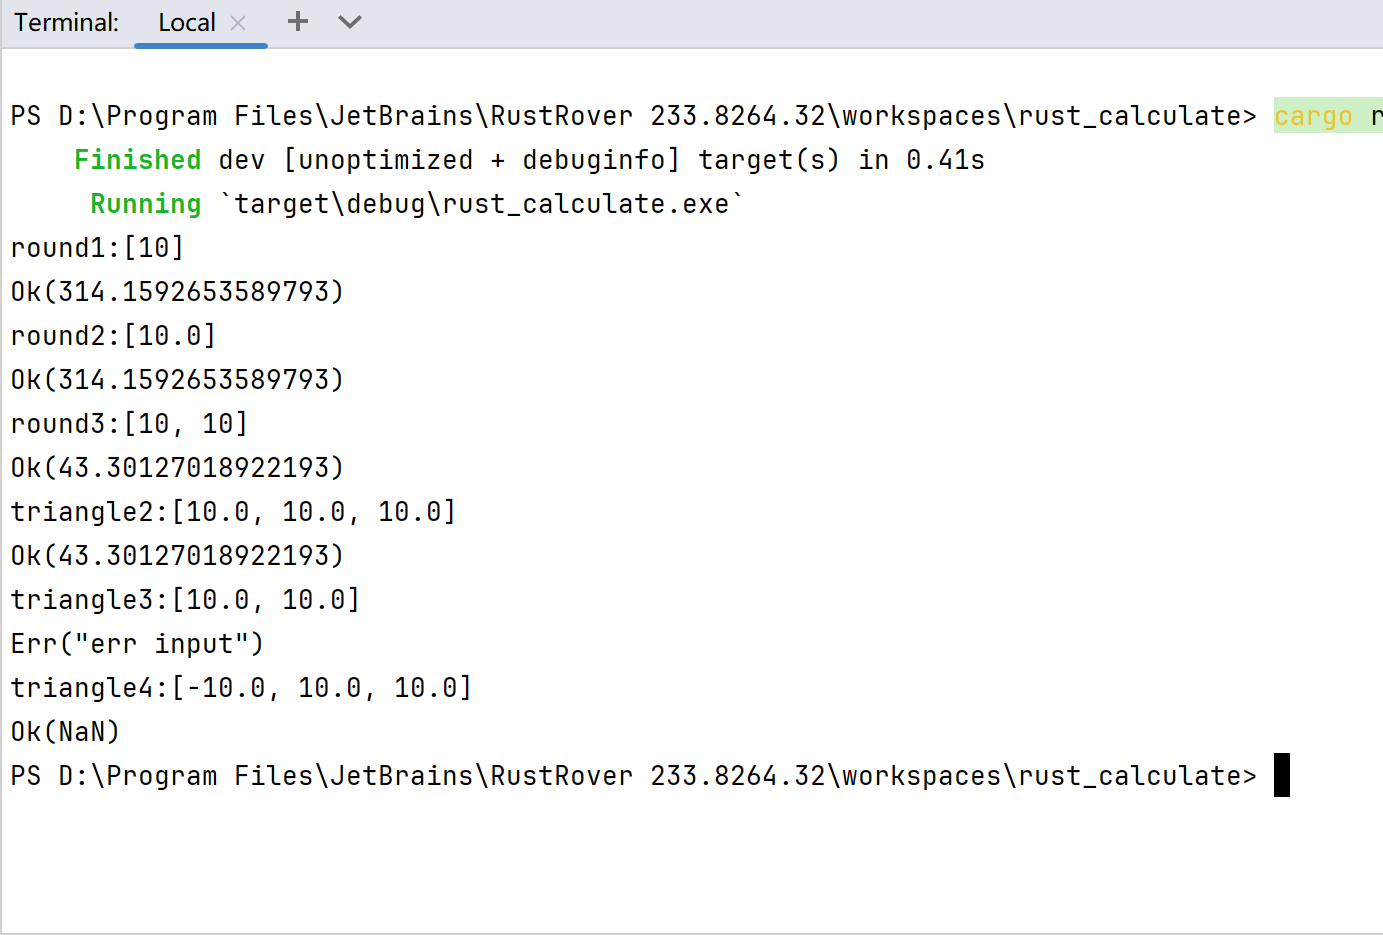 Terminal: Local
PS D:\Program Files\JetBrains\RustRover 233.8264.32\workspaces\rust_calculate> cargo r
Finished dev [unoptimized + debuginfo] target(s) in 0.41s
Running `target\debug\rust_calculate.exe`
round1:[10]
Ok(314.1592653589793)
round2:[10.0]
Ok(314.1592653589793)
round3:[10, 10]
Ok(43.30127018922193)
triangle2:[10.0, 10.0, 10.0]
Ok(43.30127018922193)
triangle3:[10.0, 10.0]
Err("err input")
triangle4:[-10.0, 10.0, 10.0]
Ok(NaN)
PS D:\Program Files\JetBrains\RustRover 233.8264.32\workspaces\rust_calculate>